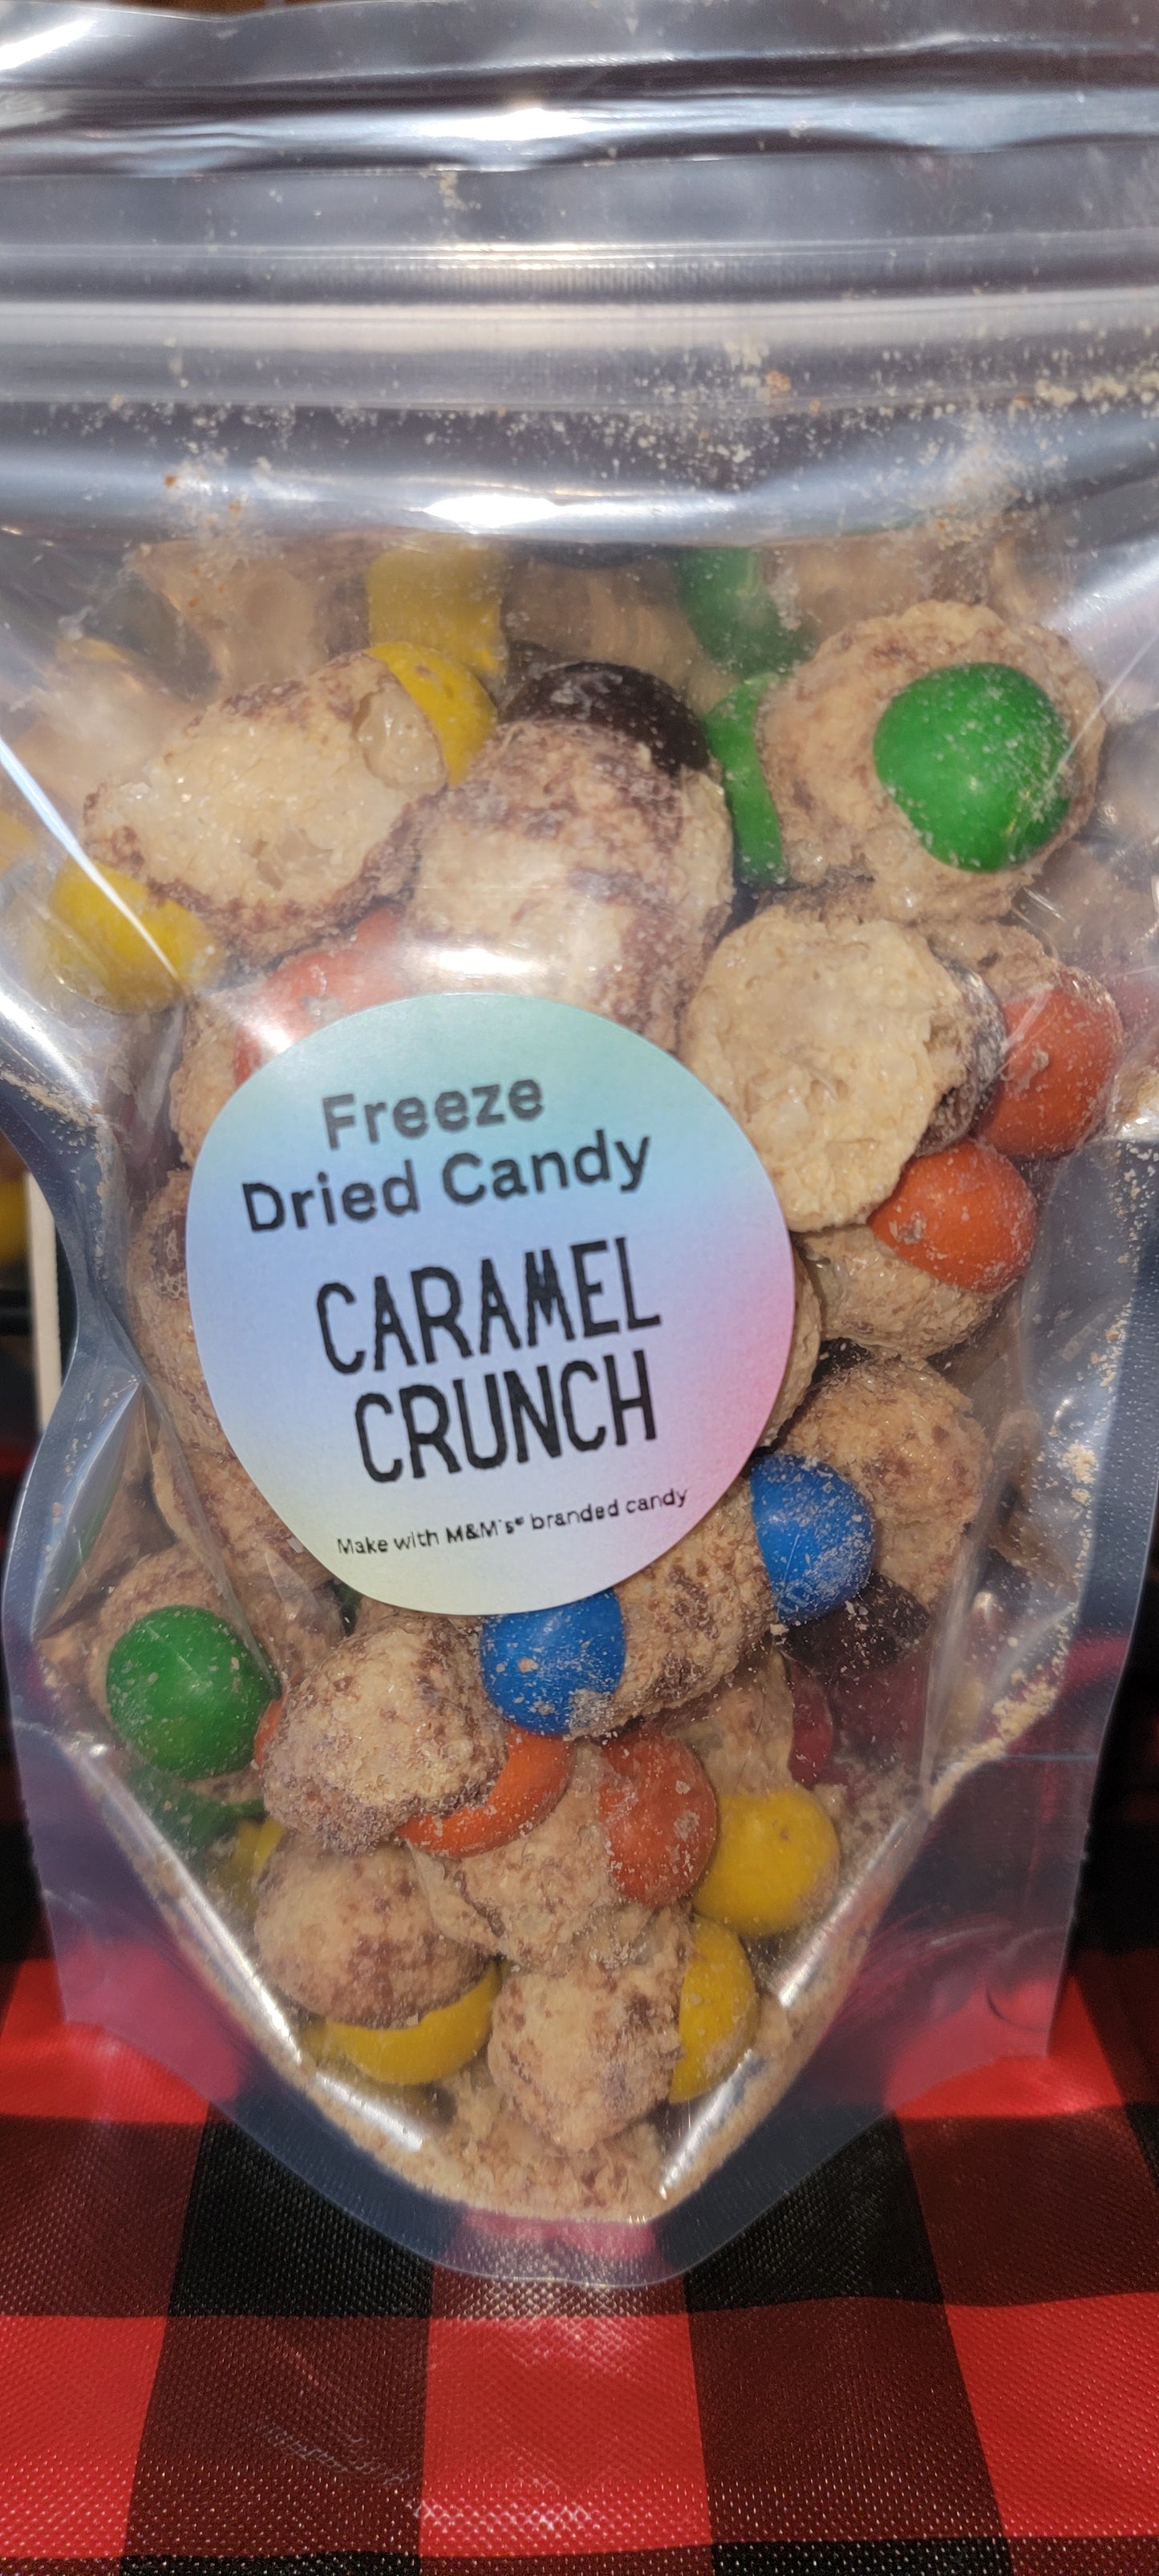 Freeze
Dried Candy
CARAMEL
CRUNCH
Make with M&M's® branded candy